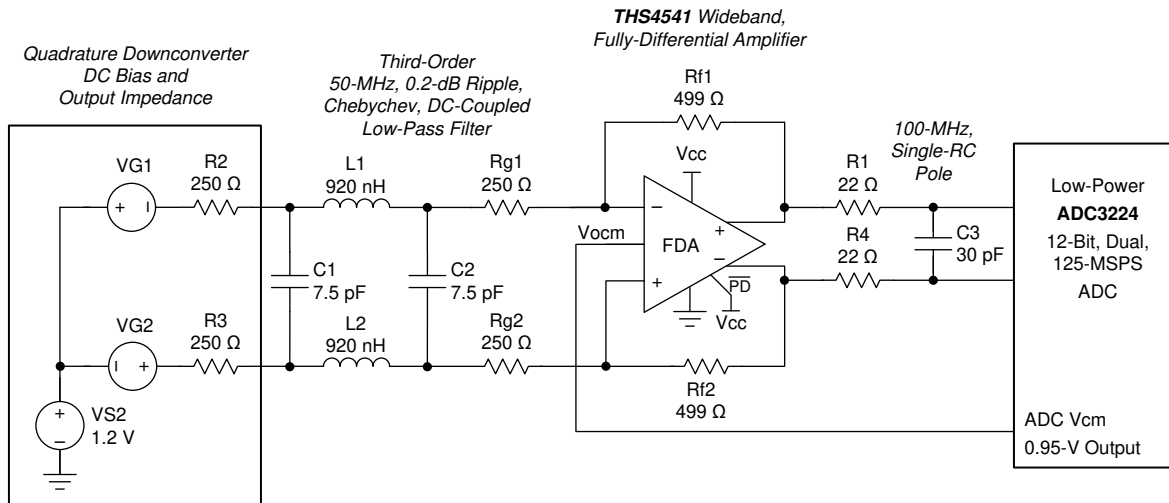 THS4541 Wideband,
Fully-Differential Amplifier
Quadrature Downconverter
DC Bias and
Output Impedance
Third-Order
50-MHz, 0.2-dB Ripple,
Chebychev, DC-Coupled
Low-Pass Filter
Rf1
499 Ω
100-MHz,
Single-RC
Pole
VG1
+
R2
250 Ω
L1
920 nH
Rg1
250 Ω
Vcc
R1
22 Ω
Low-Power
ADC3224
12-Bit, Dual,
125-MSPS
ADC
Vocm
−
+
FDA
+
−
PD
Vcc
R4
22 Ω
C3
30 pF
C1
7.5 pF
C2
7.5 pF
VG2
+
R3
250 Ω
L2
920 nH
Rg2
250 Ω
Rf2
499 Ω
+
−
VS2
1.2 V
ADC Vcm
0.95-V Output